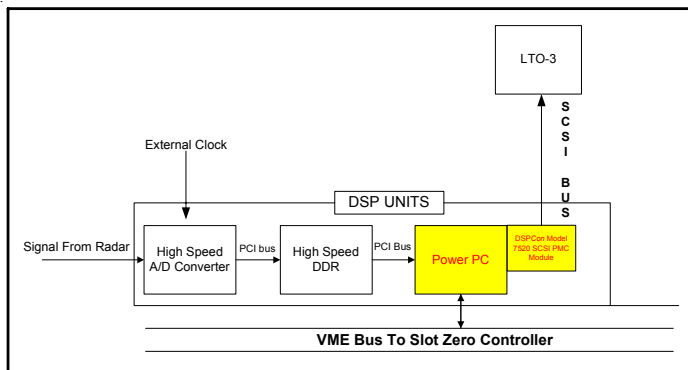 LTO-3
S
C
S
I
B
U
S
External Clock
DSP UNITS
Signal From Radar
High Speed
A/D Converter
PCI bus
High Speed
DDR
PCI Bus
Power PC
DSPCon Model
7520 SCSI PMC
Module
VME Bus To Slot Zero Controller